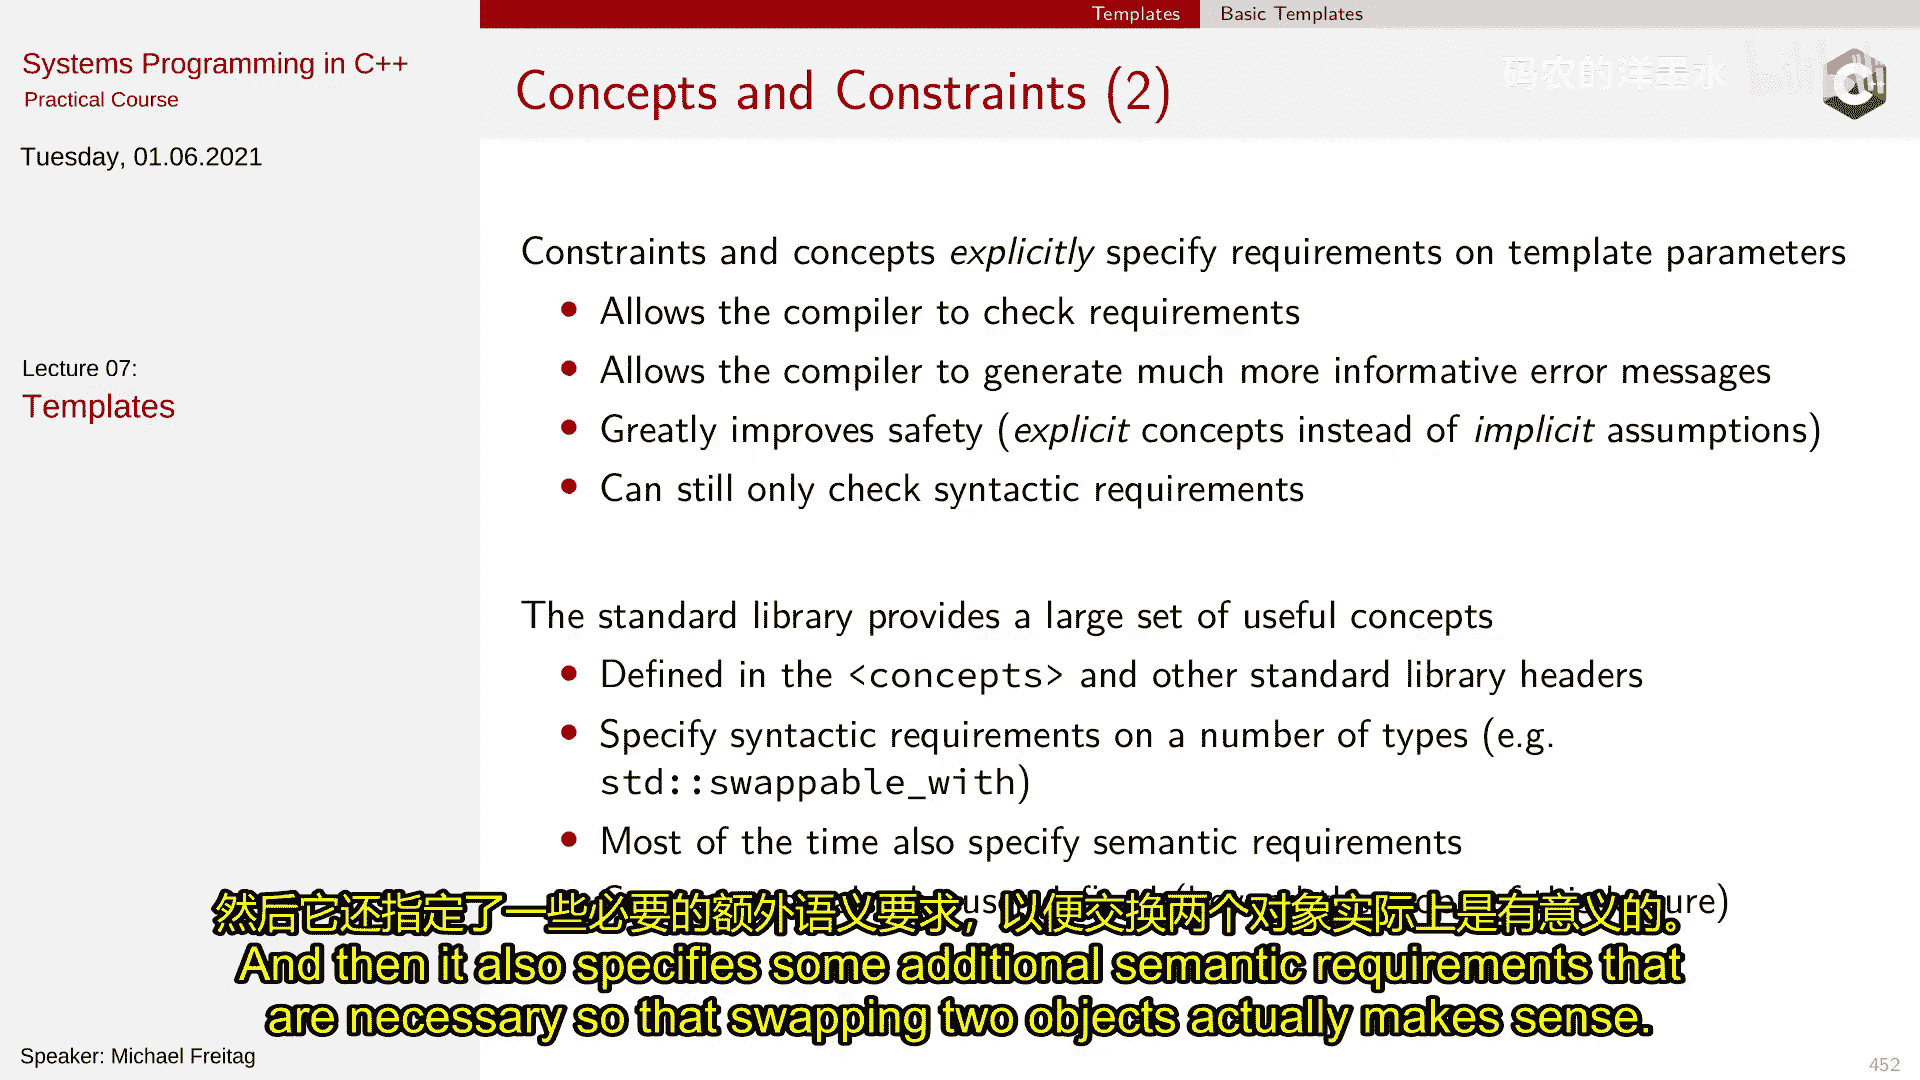 Templates Basic Templates
Systems Programming in C++
Practical Course
Tuesday, 01.06.2021
Lecture 07:
Templates
Concepts and Constraints (2)
码农的洋墨水
Constraints and concepts explicitly specify requirements on template parameters
• Allows the compiler to check requirements
• Allows the compiler to generate much more informative error messages
• Greatly improves safety (explicit concepts instead of implicit assumptions)
• Can still only check syntactic requirements
The standard library provides a large set of useful concepts
• Defined in the <concepts> and other standard library headers
• Specify syntactic requirements on a number of types (e.g.
std::swappable_with)
• Most of the time also specify semantic requirements
然后它还指定了一些必要的额外语义要求，以便交换两个对象实际上是有意义的。
And then it also specifies some additional semantic requirements that
are necessary so that swapping two objects actually makes sense.
Speaker: Michael Freitag
452